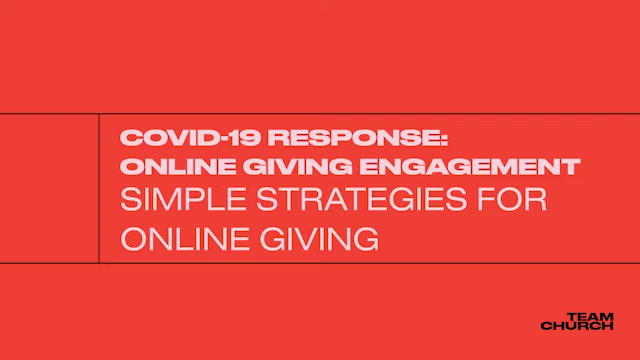 COVID-19 RESPONSE:
ONLINE GIVING ENGAGEMENT
SIMPLE STRATEGIES FOR
ONLINE GIVING
TEAM
CHURCH